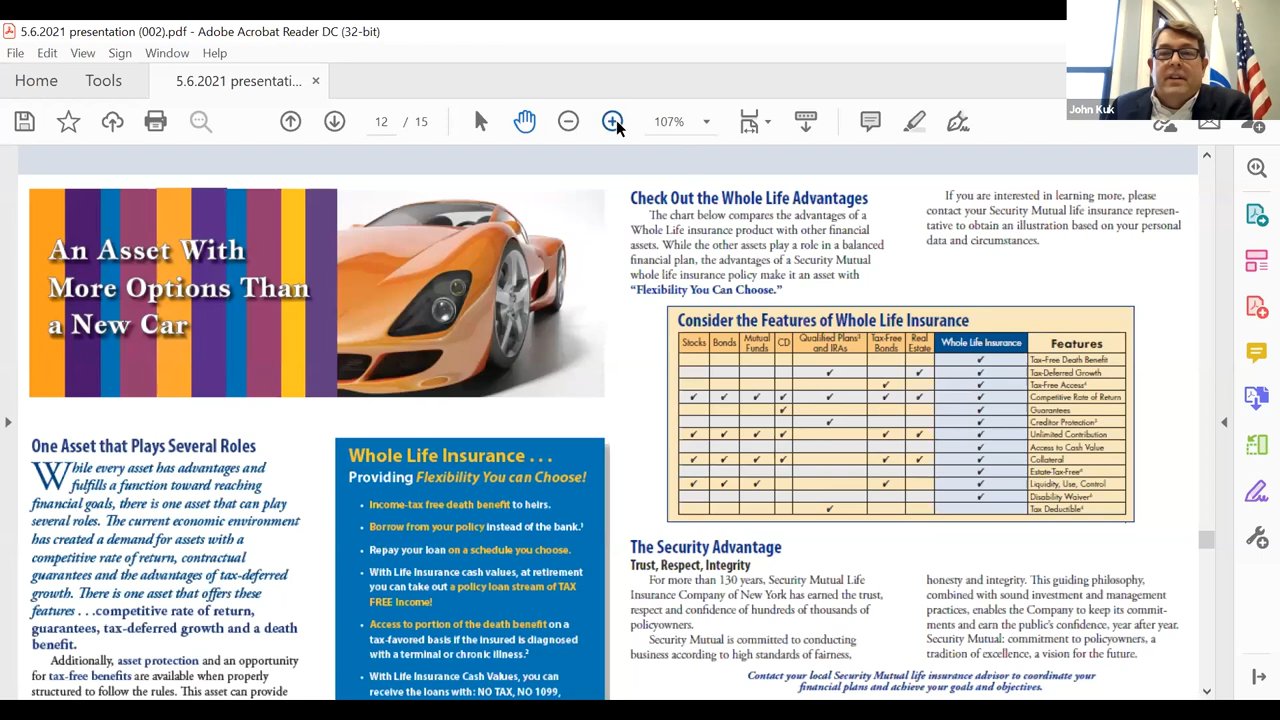 5.6.2021 presentation (002).pdf - Adobe Acrobat Reader DC (32-bit)
File Edit View Sign Window Help
Home Tools 5.6.2021 presentati... ×
John Kuk
12 / 15 107%
An Asset With
More Options Than
a New Car
One Asset that Plays Several Roles
While every asset has advantages and
fulfills a function toward reaching
financial goals, there is one asset that can play
several roles. The current economic environment
has created a demand for assets with a
competitive rate of return, contractual
guarantees and the advantages of tax-deferred
growth. There is one asset that offers these
features . . .competitive rate of return,
guarantees, tax-deferred growth and a death
benefit.
Additionally, asset protection and an opportunity
for tax-free benefits are available when properly
structured to follow the rules. This asset can provide
Whole Life Insurance . . .
Providing Flexibility You can Choose!
• Income-tax free death benefit to heirs.
• Borrow from your policy instead of the bank.¹
• Repay your loan on a schedule you choose.
• With Life Insurance cash values, at retirement
you can take out a policy loan stream of TAX
FREE Income!
• Access to portion of the death benefit on a
tax-favored basis if the insured is diagnosed
with a terminal or chronic illness.²
• With Life Insurance Cash Values, you can
receive the loans with: NO TAX, NO 1099,
Check Out the Whole Life Advantages
The chart below compares the advantages of a
Whole Life insurance product with other financial
assets. While the other assets play a role in a balanced
financial plan, the advantages of a Security Mutual
whole life insurance policy make it an asset with
“Flexibility You Can Choose.”
If you are interested in learning more, please
contact your Security Mutual life insurance represen-
tative to obtain an illustration based on your personal
data and circumstances.
Consider the Features of Whole Life Insurance
Stocks Bonds Mutual Funds CD Qualified Plans³ and IRAs Tax-Free Bonds Real Estate Whole Life Insurance Features
✓ Tax-Free Death Benefit
✓ ✓ ✓ Tax-Deferred Growth
✓ ✓ Tax-Free Access⁴
✓ ✓ ✓ ✓ ✓ ✓ ✓ ✓ Competitive Rate of Return
✓ ✓ Guarantees
✓ ✓ Creditor Protection⁵
✓ ✓ ✓ ✓ ✓ ✓ ✓ Unlimited Contribution
✓ Access to Cash Value
✓ ✓ ✓ ✓ ✓ ✓ ✓ Collateral
✓ Estate-Tax-Free⁶
✓ ✓ ✓ ✓ ✓ Liquidity, Use, Control
✓ Disability Waiver⁶
✓ Tax Deductible⁶
The Security Advantage
Trust, Respect, Integrity
For more than 130 years, Security Mutual Life
Insurance Company of New York has earned the trust,
respect and confidence of hundreds of thousands of
policyowners.
Security Mutual is committed to conducting
business according to high standards of fairness,
honesty and integrity. This guiding philosophy,
combined with sound investment and management
practices, enables the Company to keep its commit-
ments and earn the public’s confidence, year after year.
Security Mutual: commitment to policyowners, a
tradition of excellence, a vision for the future.
Contact your local Security Mutual life insurance advisor to coordinate your
financial plans and achieve your goals and objectives.